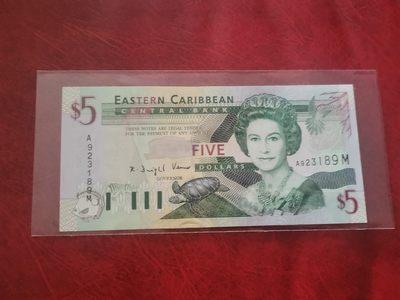 EASTERN CARIBBEAN
CENTRAL BANK
$5
THESE NOTES ARE LEGAL TENDER
FOR THE PAYMENT OF ANY
A923189M
FIVE
A923189M
DOLLARS
GOVERNOR
$5